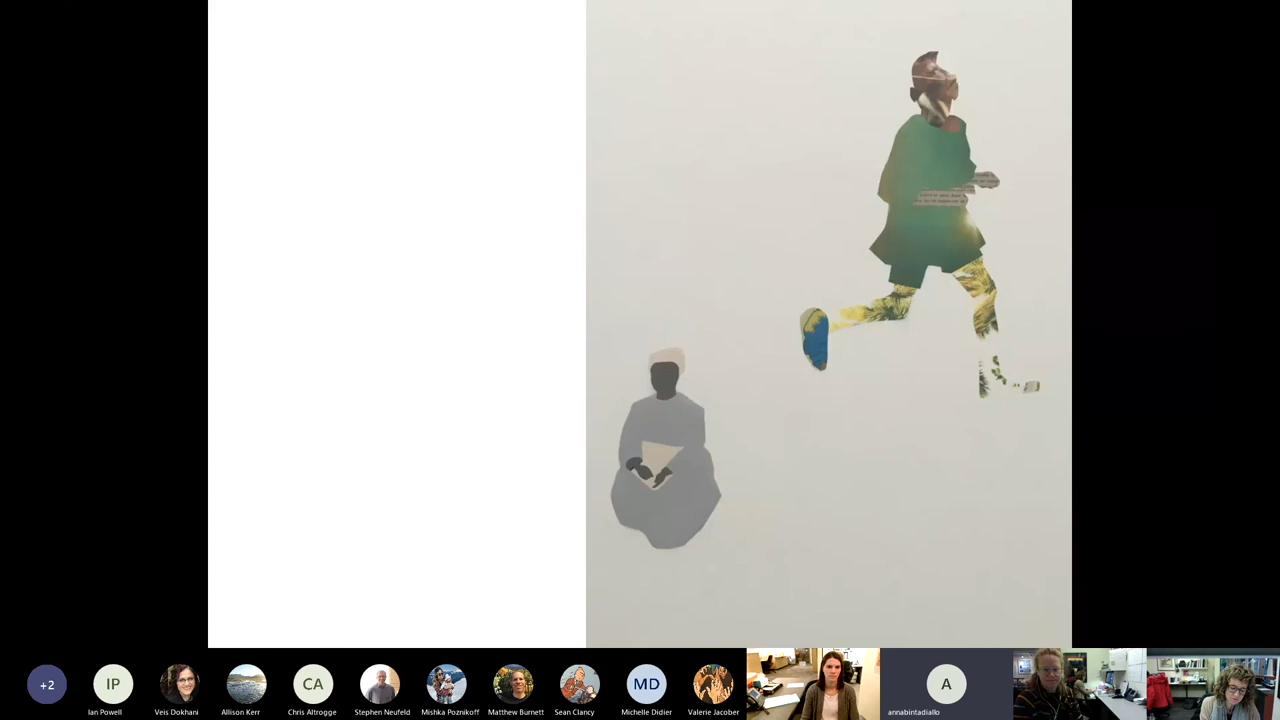 +2
IP
CA
MD
A
Ian Powell
Veis Dokhani
Allison Kerr
Chris Altrogge
Stephen Neufeld
Mishka Poznikoff
Matthew Burnett
Sean Clancy
Michelle Didier
Valerie Jacober
annabintadiallo